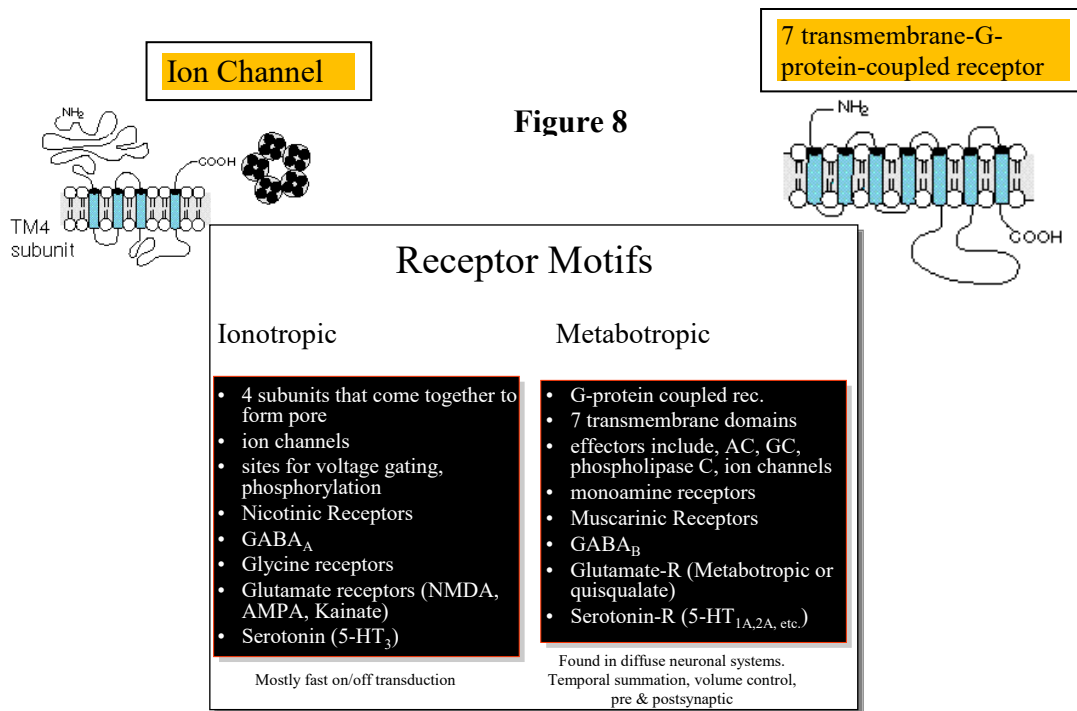 Ion Channel
7 transmembrane-G-
protein-coupled receptor
Figure 8
NH2
COOH
TM4
subunit
NH2
COOH
Receptor Motifs
Ionotropic
• 4 subunits that come together to
form pore
• ion channels
• sites for voltage gating,
phosphorylation
• Nicotinic Receptors
• GABAA
• Glycine receptors
• Glutamate receptors (NMDA,
AMPA, Kainate)
• Serotonin (5-HT3)
Mostly fast on/off transduction
Metabotropic
• G-protein coupled rec.
• 7 transmembrane domains
• effectors include, AC, GC,
phospholipase C, ion channels
• monoamine receptors
• Muscarinic Receptors
• GABAB
• Glutamate-R (Metabotropic or
quisqualate)
• Serotonin-R (5-HT1A,2A, etc.)
Found in diffuse neuronal systems.
Temporal summation, volume control,
pre & postsynaptic